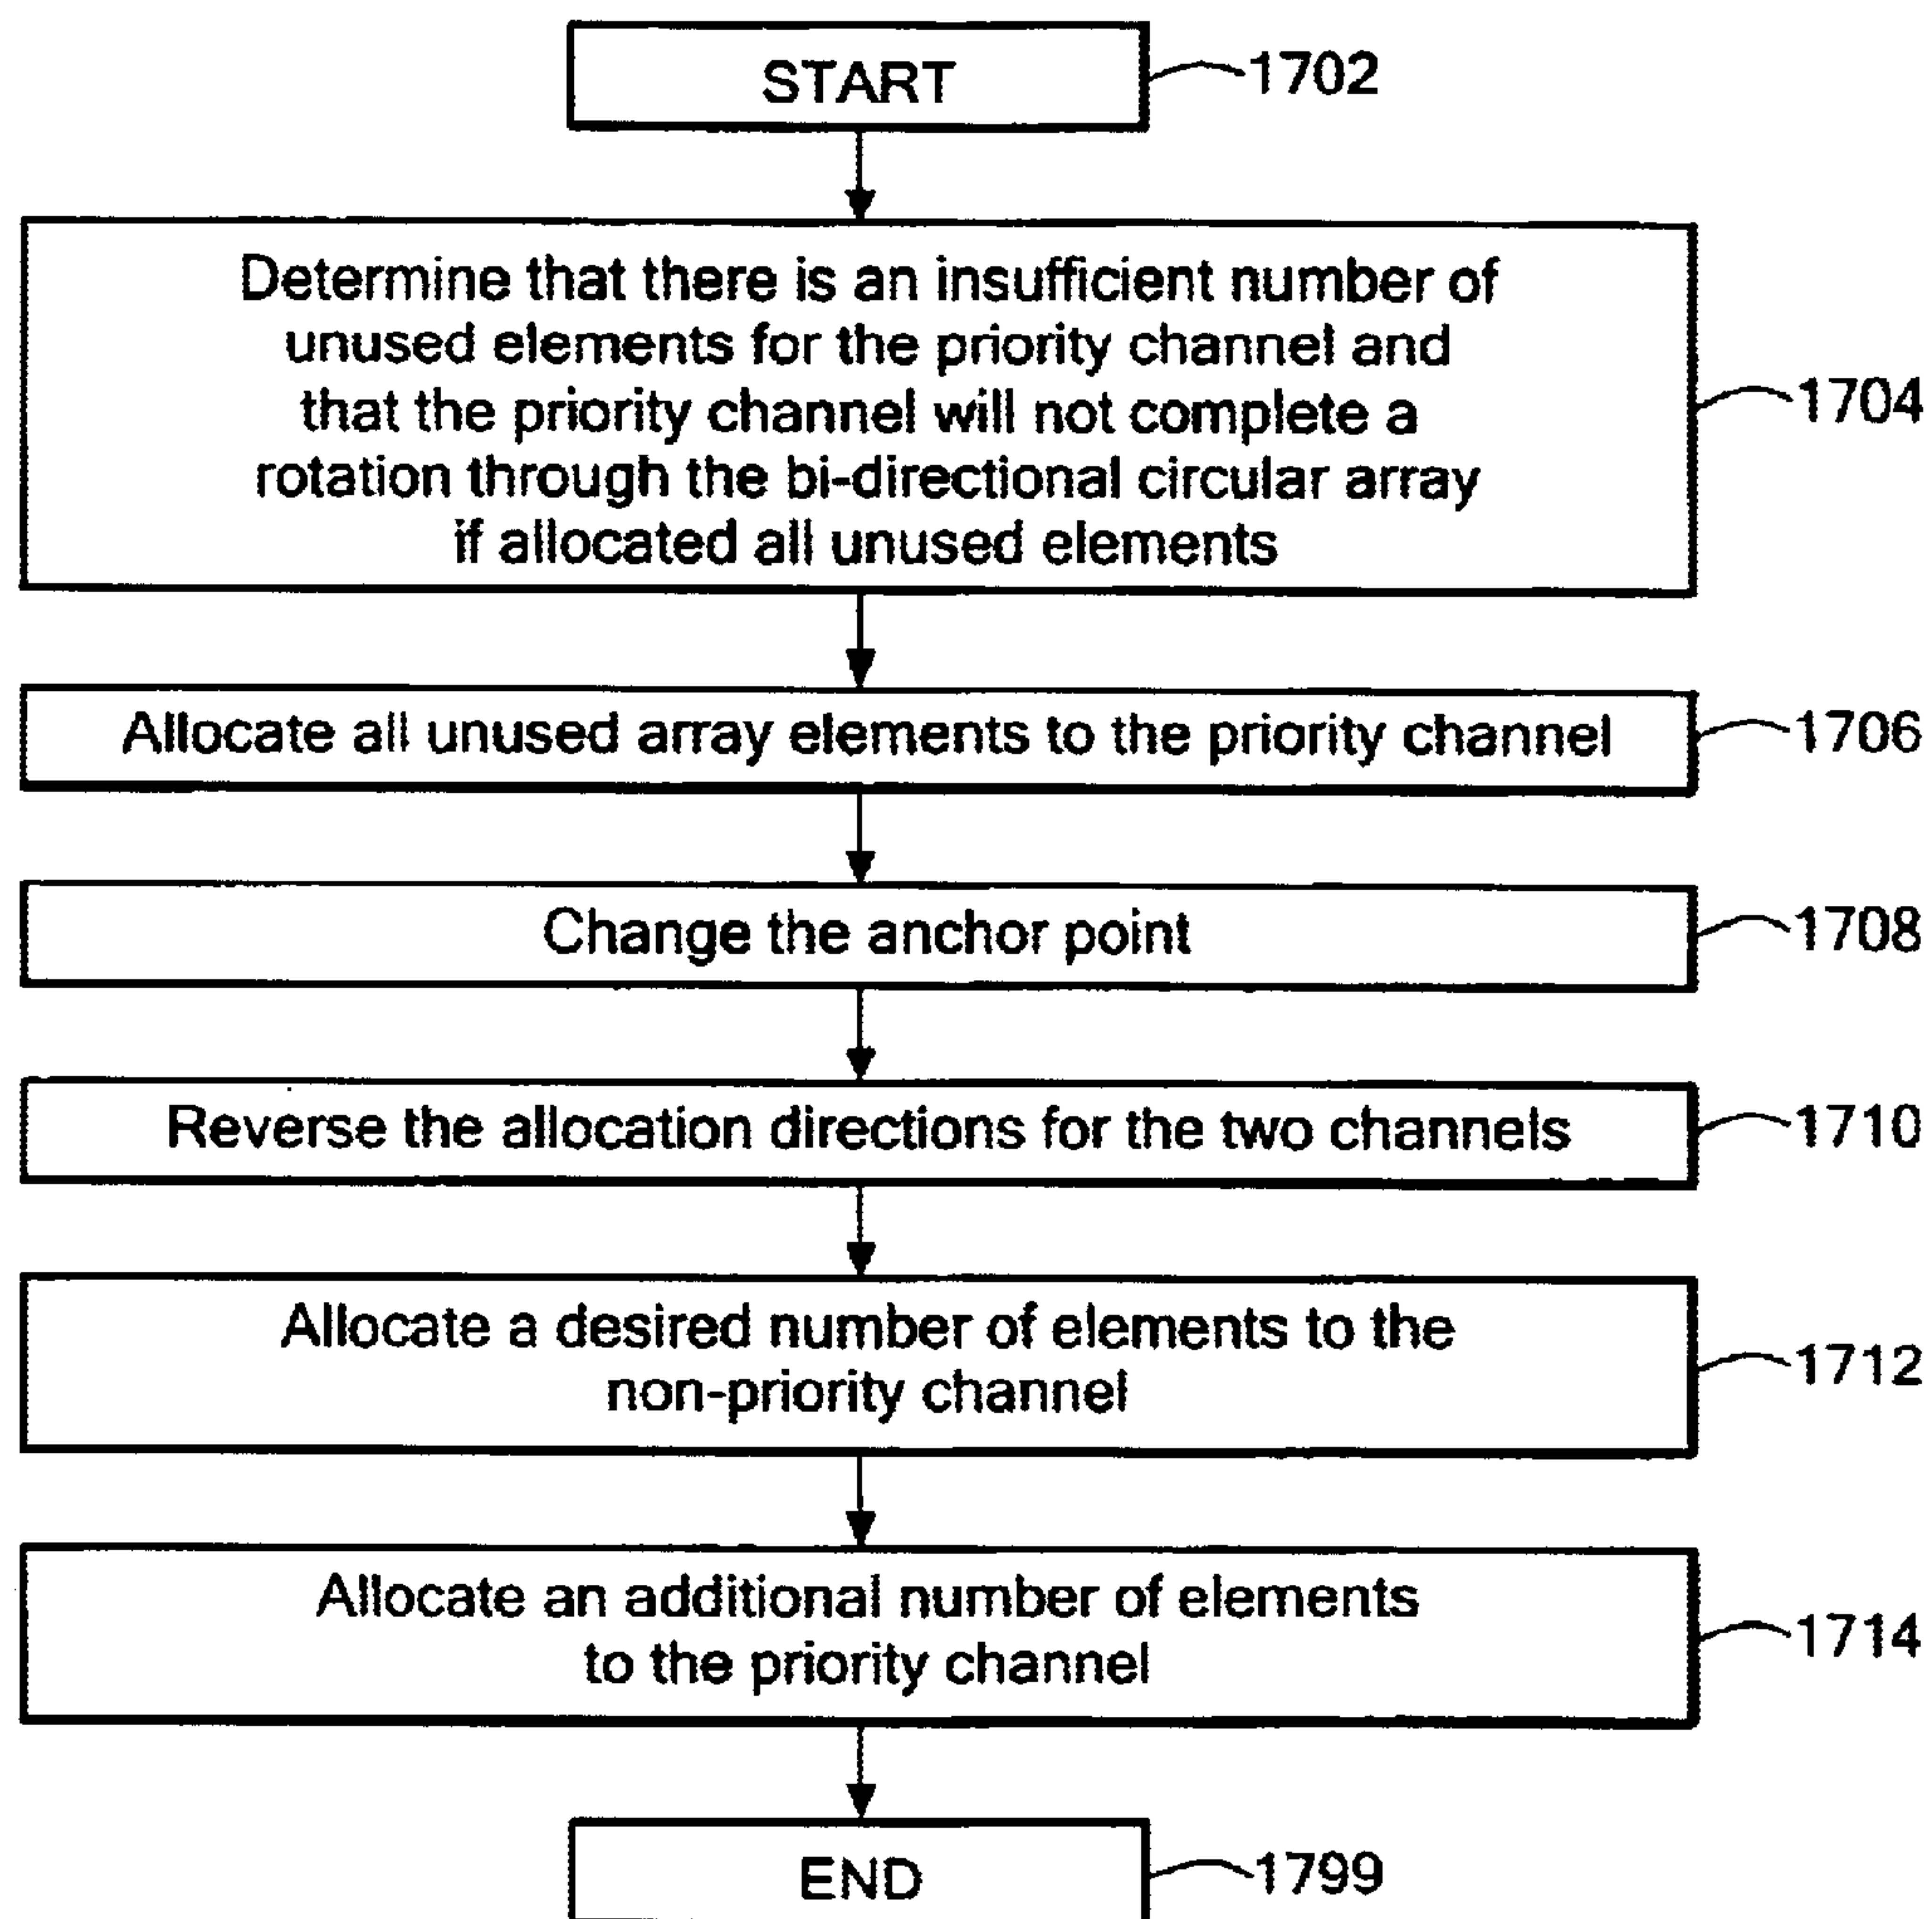 START
1702
Determine that there is an insufficient number of
unused elements for the priority channel and
that the priority channel will not complete a
rotation through the bi-directional circular array
if allocated all unused elements
1704
Allocate all unused array elements to the priority channel
1706
Change the anchor point
1708
Reverse the allocation directions for the two channels
1710
Allocate a desired number of elements to the
non-priority channel
1712
Allocate an additional number of elements
to the priority channel
1714
END
1799